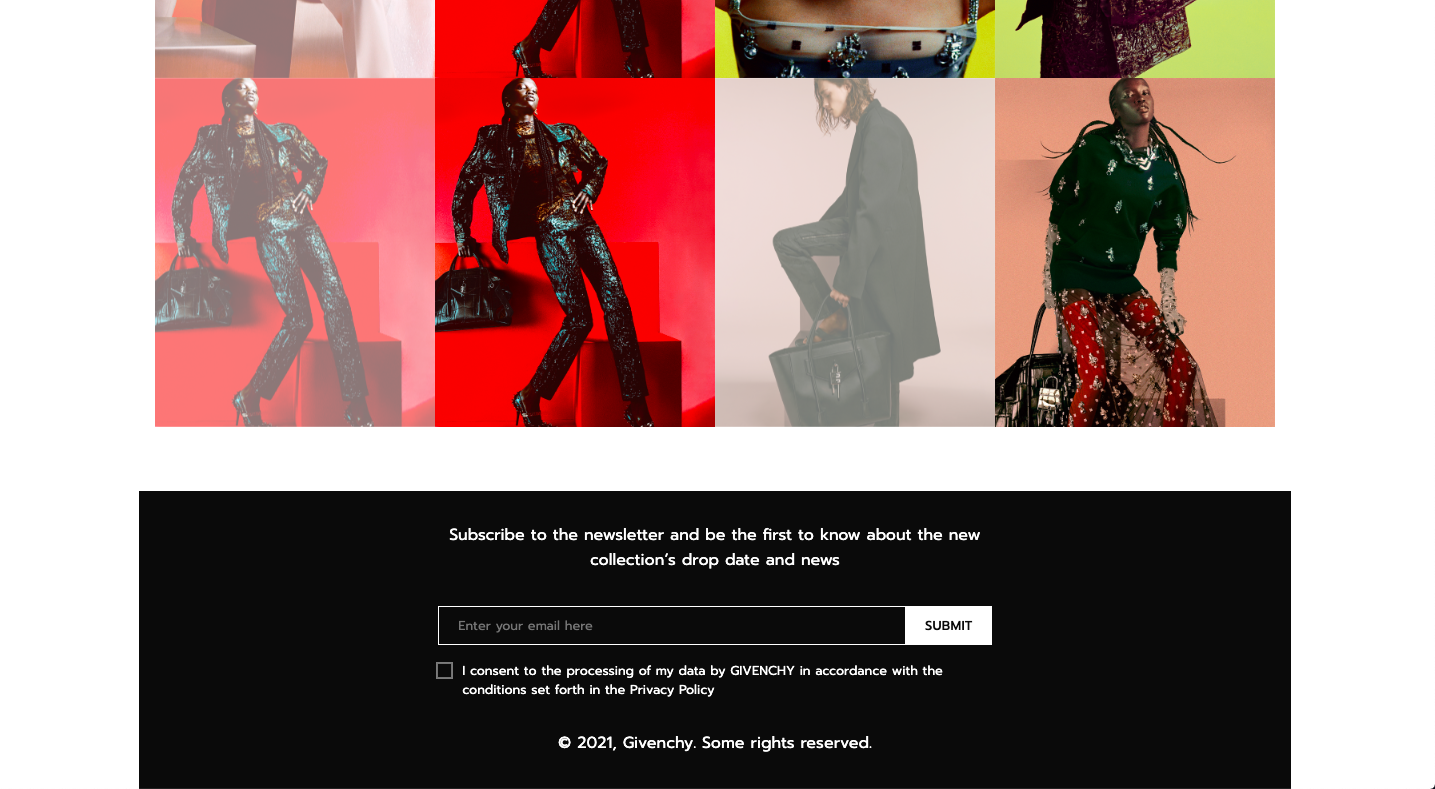 Subscribe to the newsletter and be the first to know about the new
collection's drop date and news
Enter your email here
SUBMIT
I consent to the processing of my data by GIVENCHY in accordance with the
conditions set forth in the Privacy Policy
© 2021, Givenchy. Some rights reserved.